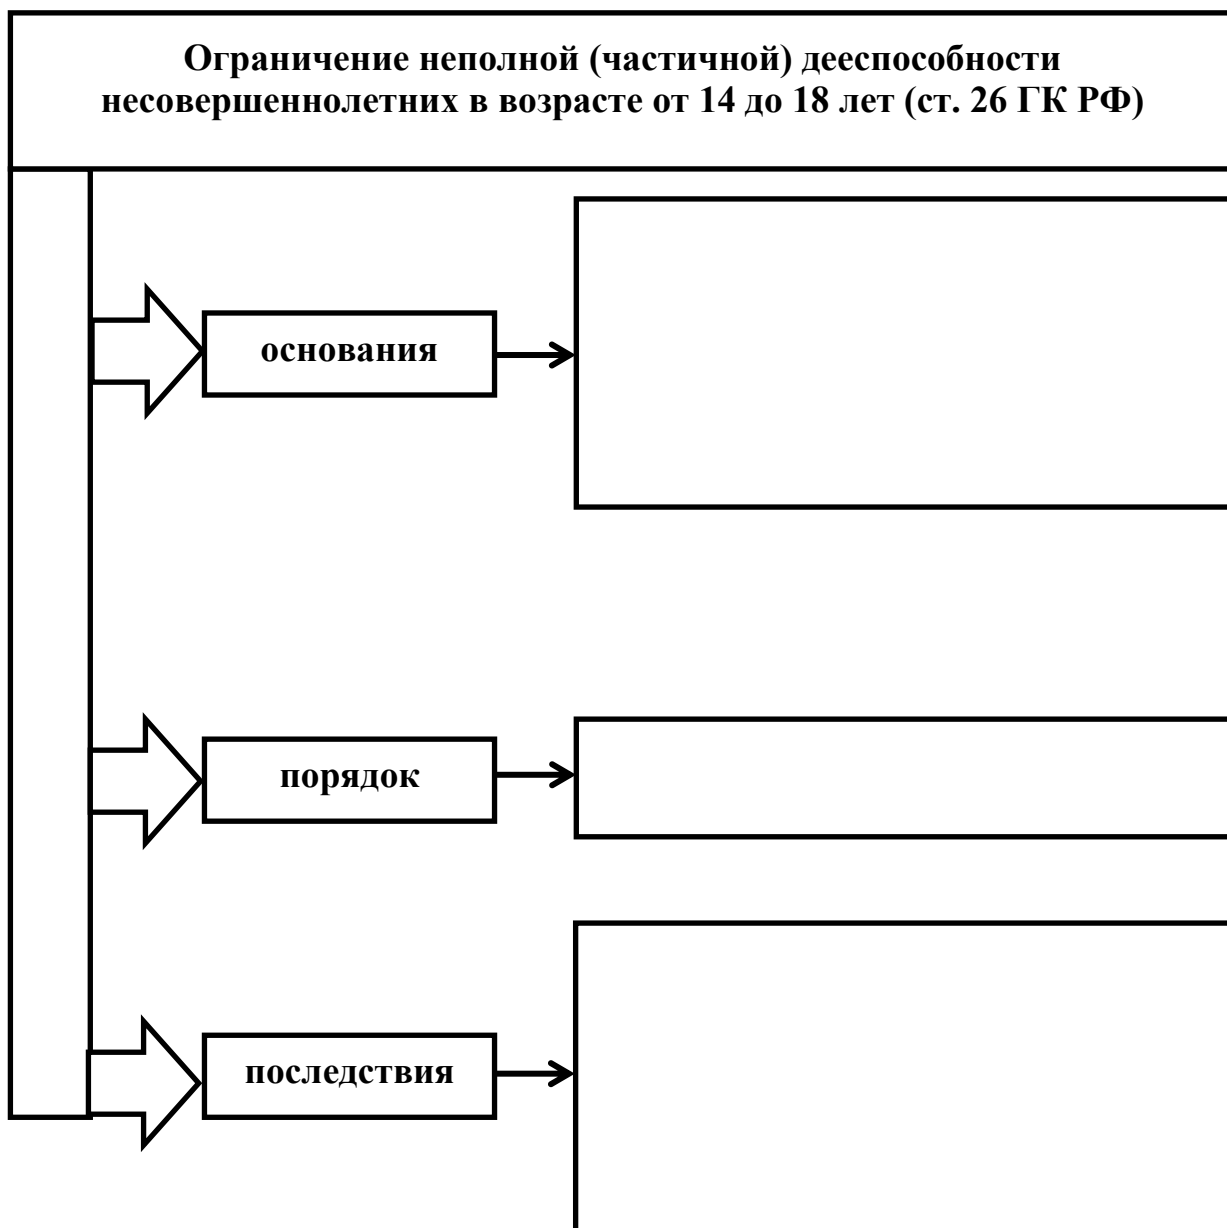 Ограничение неполной (частичной) дееспособности
несовершеннолетних в возрасте от 14 до 18 лет (ст. 26 ГК РФ)
основания
порядок
последствия